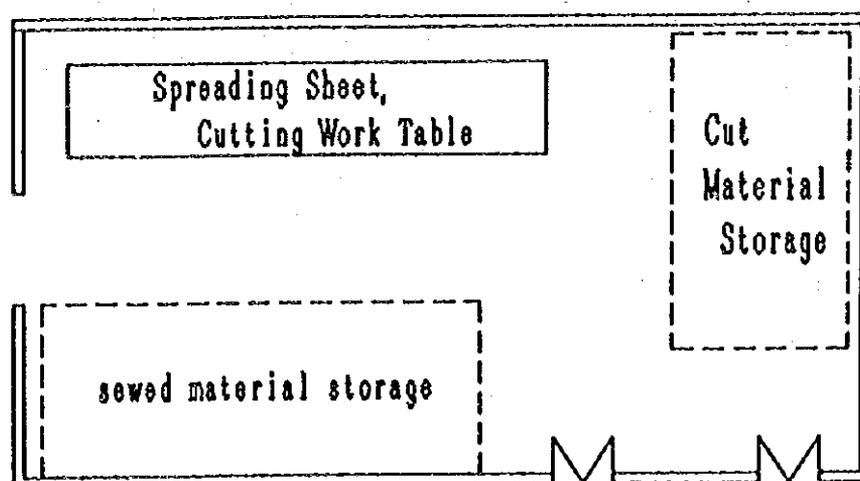 Spreading Sheet,
Cutting Work Table
Cut
Material
Storage
sewed material storage